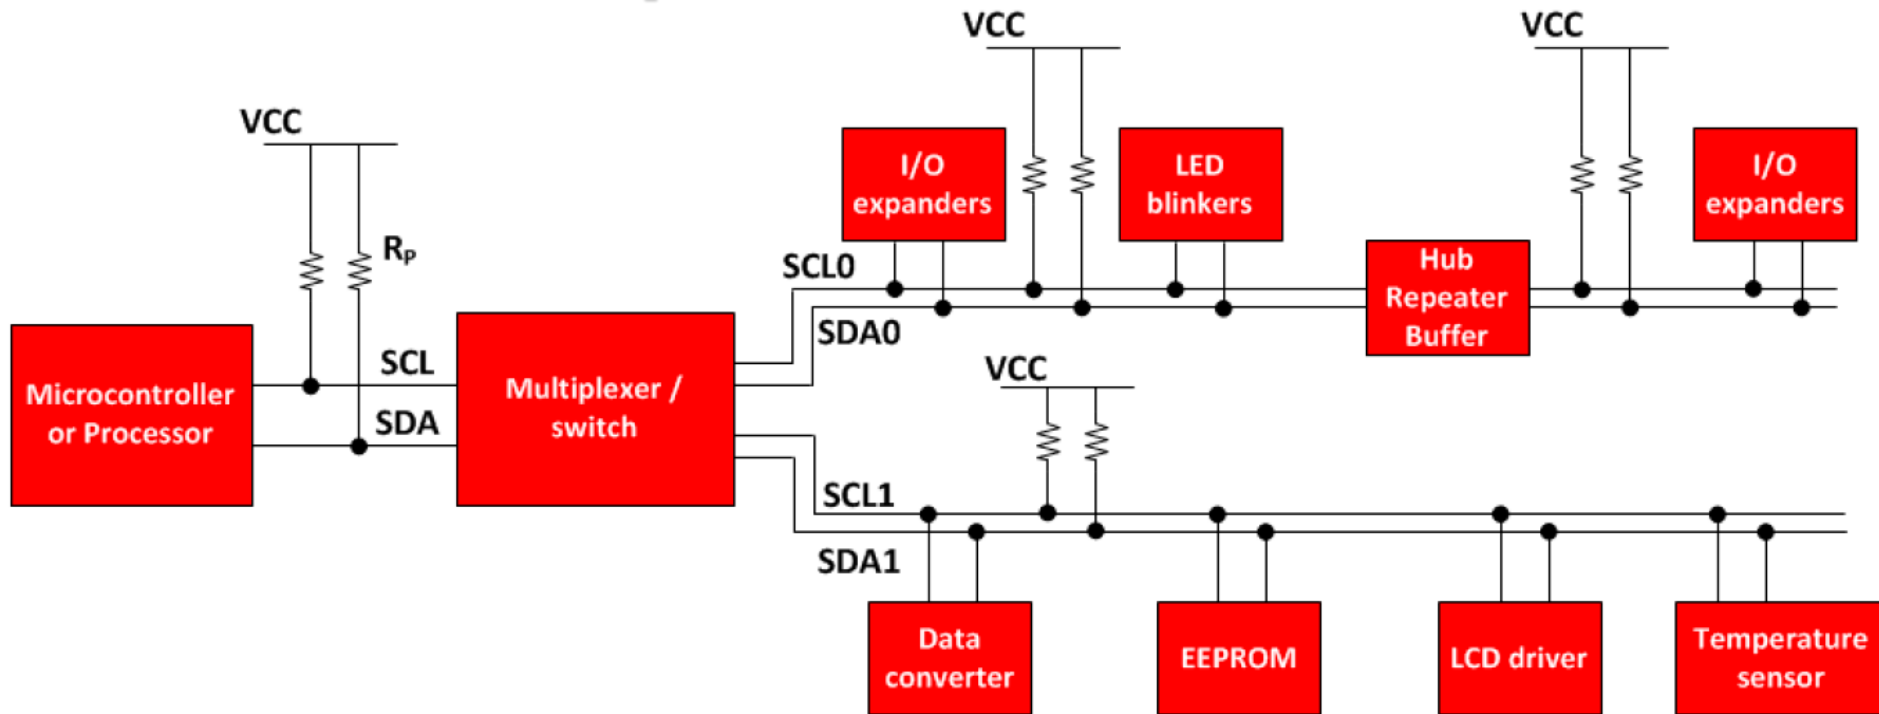 VCC
VCC
VCC
I/O
expanders
LED
blinkers
I/O
expanders
RP
SCL0
Hub
Repeater
Buffer
SDA0
SCL
SDA
Microcontroller
or Processor
Multiplexer /
switch
VCC
SCL1
SDA1
Data
converter
EEPROM
LCD driver
Temperature
sensor